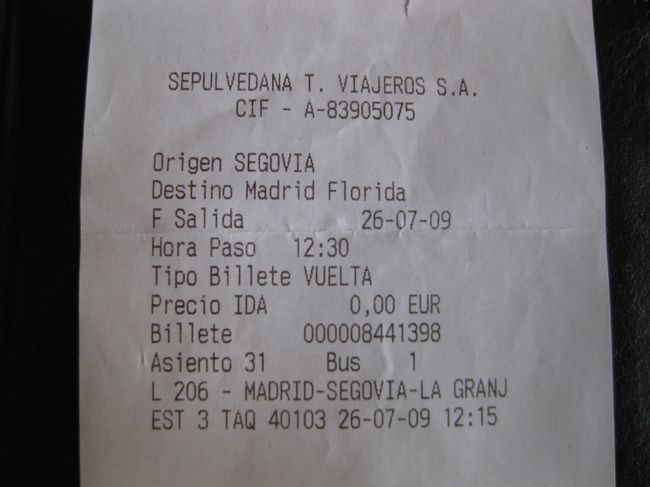 SEPULVEDANA T. VIAJEROS S.A.
CIF - A-83905075
Origen SEGOVIA
Destino Madrid Florida
F Salida 26-07-09
Hora Paso 12:30
Tipo Billete VUELTA
Precio IDA 0,00 EUR
Billete 000008441398
Asiento 31 Bus 1
L 206 - MADRID-SEGOVIA-LA GRANJ
EST 3 TAQ 40103 26-07-09 12:15